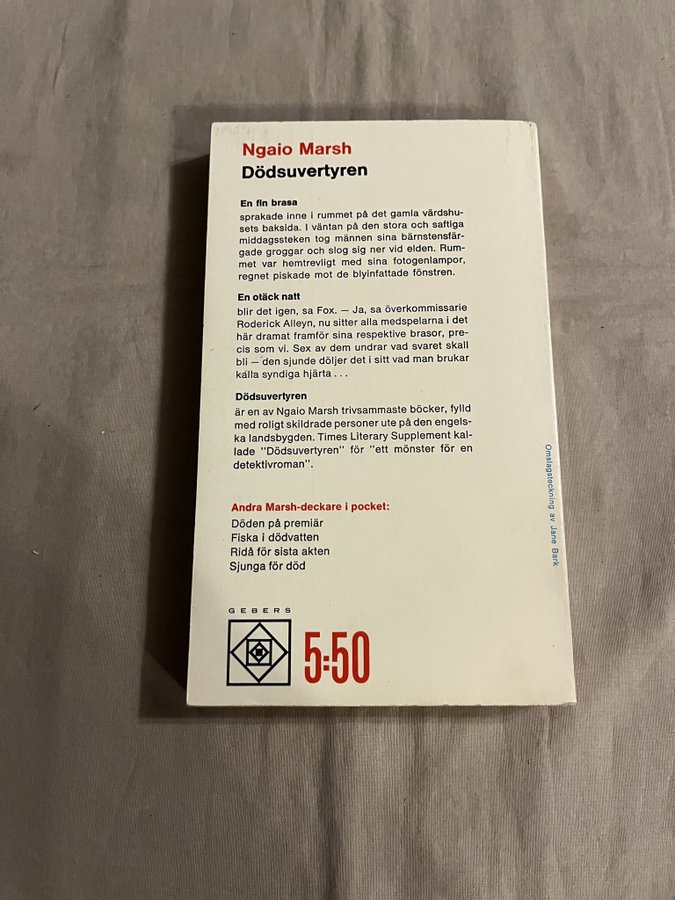 Ngaio Marsh
Dödsuvertyren
En fin brasa
sprakade inne i rummet på det gamla värdshu-
sets baksida. I väntan på den stora och saftiga
middagssteken tog männen sina bärnstensfär-
gade groggar och slog sig ner vid elden. Rum-
met var hemtrevligt med sina fotogenlampor,
regnet piskade mot de blyinfattade fönstren.
En otäck natt
blir det igen, sa Fox. — Ja, sa överkommissarie
Roderick Alleyn, nu sitter alla medspelarna i det
här dramat framför sina respektive brasor, pre-
cis som vi. Sex av dem undrar vad svaret skall
bli — den sjunde döljer det i sitt vad man brukar
kalla syndiga hjärta ...
Dödsuvertyren
är en av Ngaio Marsh trivsammaste böcker, fylld
med roligt skildrade personer ute på den engels-
ka landsbygden. Times Literary Supplement kal-
lade "Dödsuvertyren" för "ett mönster för en
detektivroman".
Andra Marsh-deckare i pocket:
Döden på premiär
Fiska i dödvatten
Ridå för sista akten
Sjunga för död
GEBERS
5:50
Omslagsteckning av Jane Bark